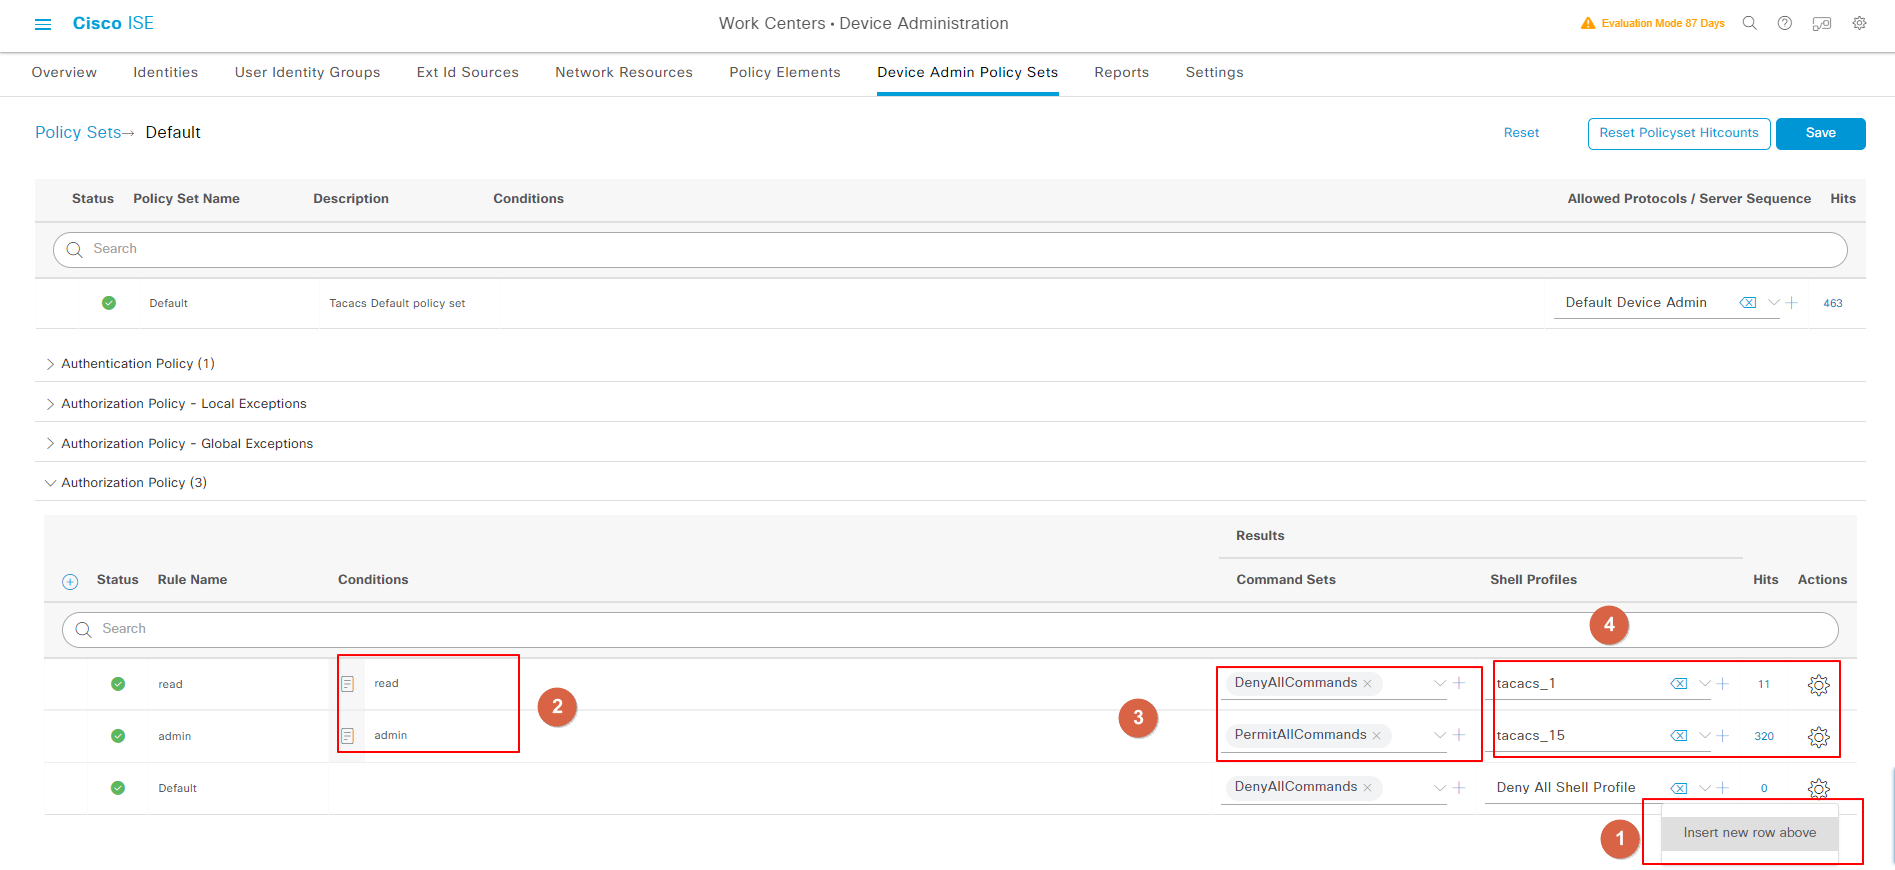 Cisco ISE
Work Centers • Device Administration
Evaluation Mode 87 Days
Overview Identities User Identity Groups Ext Id Sources Network Resources Policy Elements Device Admin Policy Sets Reports Settings
Policy Sets→ Default
Reset Reset Policyset Hitcounts Save
Status Policy Set Name Description Conditions Allowed Protocols / Server Sequence Hits
Search
Default Tacacs Default policy set Default Device Admin 463
Authentication Policy (1)
Authorization Policy - Local Exceptions
Authorization Policy - Global Exceptions
Authorization Policy (3)
Results
Status Rule Name Conditions Command Sets Shell Profiles Hits Actions
Search
4
read read DenyAllCommands tacacs_1 11
2
3
admin admin PermitAllCommands tacacs_15 320
Default DenyAllCommands Deny All Shell Profile 0
1 Insert new row above